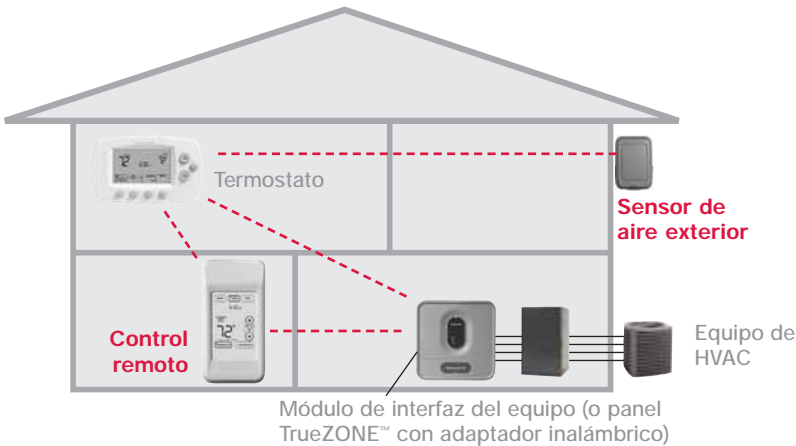 Termostato
Sensor de
aire exterior
Control
remoto
Equipo de
HVAC
Módulo de interfaz del equipo (o panel
TrueZONE™ con adaptador inalámbrico)